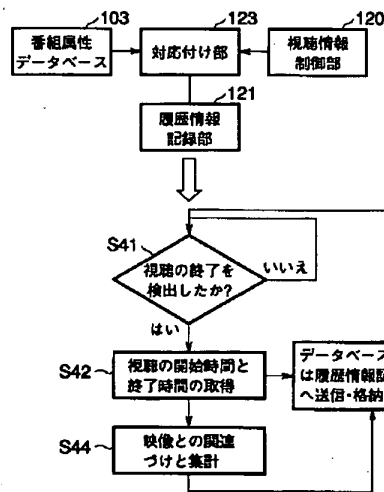 103
123
120
番組属性
データベース
対応付け部
視聴情報
制御部
121
履歴情報
記録部
S41
視聴の終了を
検出したか?
いいえ
はい
S42
視聴の開始時間と
終了時間の取得
データベース
は履歴情報記
へ送信・格納
S44
映像との関連
づけと集計